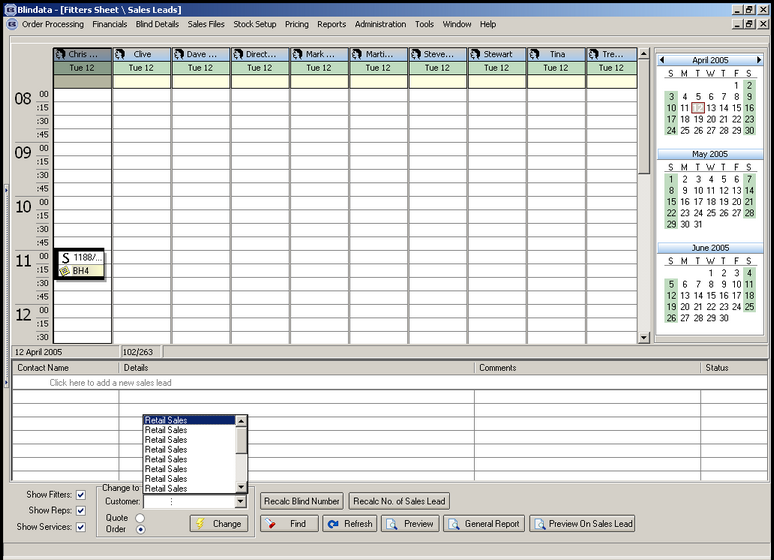 Blindata - [Fitters Sheet \ Sales Leads]
Order Processing Financials Blind Details Sales Files Stock Setup Pricing Reports Administration Tools Window Help
Chris ... Clive Dave ... Direct... Mark ... Marti... Steve... Stewart Tina Tre...
Tue 12 Tue 12 Tue 12 Tue 12 Tue 12 Tue 12 Tue 12 Tue 12 Tue 12 Tue 12
08 00
:15
:30
:45
09 00
:15
:30
:45
10 00
:15
:30
:45
11 00
:15
:30
:45
12 00
:15
:30
S 1188/...
BH4
April 2005
S M T W T F S
1 2
3 4 5 6 7 8 9
10 11 12 13 14 15 16
17 18 19 20 21 22 23
24 25 26 27 28 29 30
May 2005
S M T W T F S
1 2 3 4 5 6 7
8 9 10 11 12 13 14
15 16 17 18 19 20 21
22 23 24 25 26 27 28
29 30 31
June 2005
S M T W T F S
1 2 3 4
5 6 7 8 9 10 11
12 13 14 15 16 17 18
19 20 21 22 23 24 25
26 27 28 29 30
12 April 2005 102/263
Contact Name Details Comments Status
Click here to add a new sales lead
Retail Sales
Retail Sales
Retail Sales
Retail Sales
Retail Sales
Retail Sales
Retail Sales
Retail Sales
Show Fitters:
Show Reps:
Show Services:
Change to
Customer: :
Quote
Order
Change
Recalc Blind Number Recalc No. of Sales Lead
Find Refresh Preview General Report Preview On Sales Lead